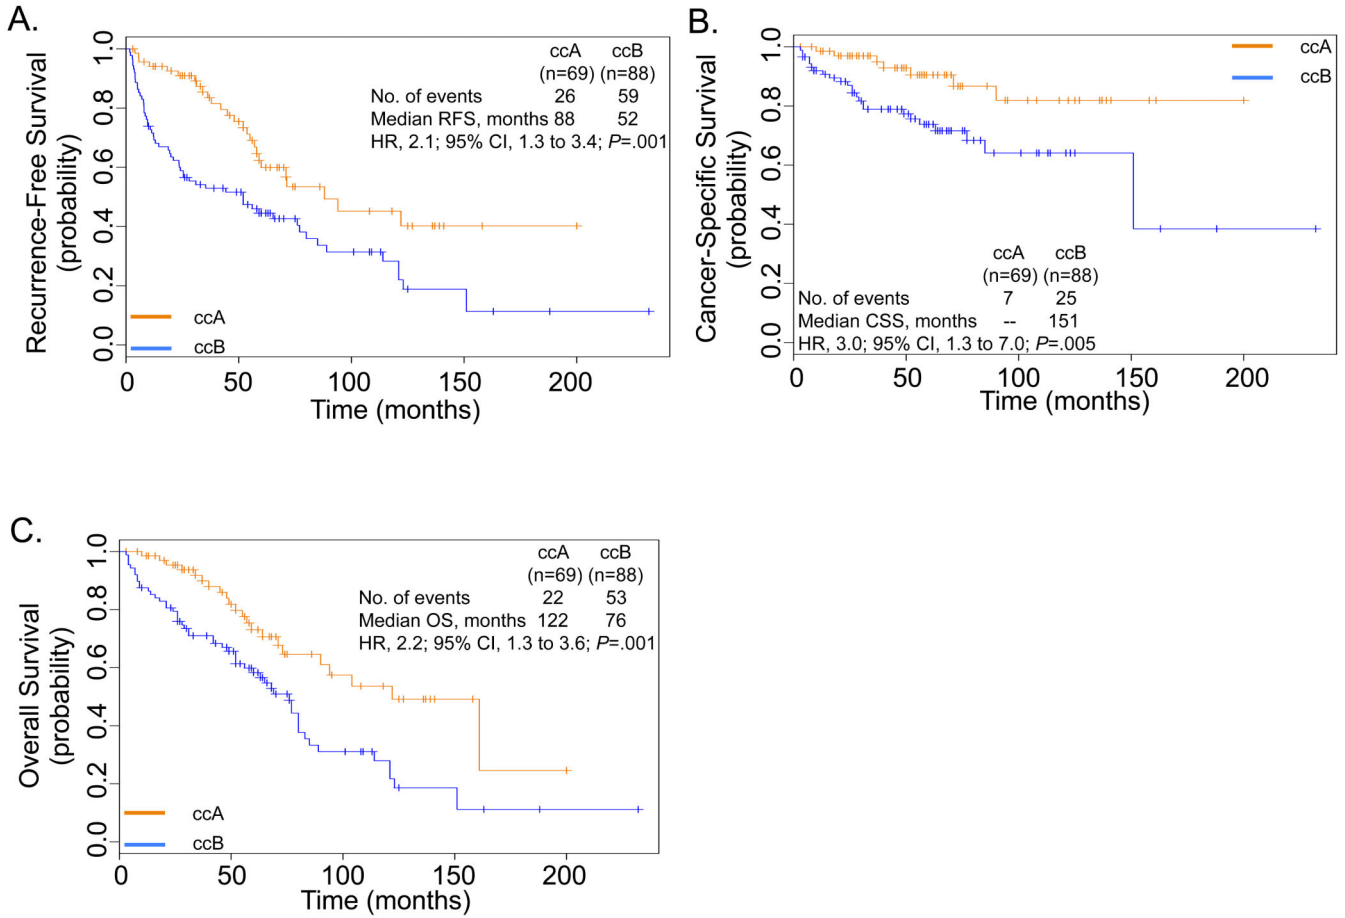 A.
Recurrence-Free Survival
(probability)
1.0
0.8
0.6
0.4
0.2
0.0
ccA ccB
(n=69) (n=88)
No. of events 26 59
Median RFS, months 88 52
HR, 2.1; 95% CI, 1.3 to 3.4; P=.001
ccA
ccB
0 50 100 150 200
Time (months)
B.
Cancer-Specific Survival
(probability)
1.0
0.8
0.6
0.4
0.2
0.0
ccA
ccB
ccA ccB
(n=69) (n=88)
No. of events 7 25
Median CSS, months -- 151
HR, 3.0; 95% CI, 1.3 to 7.0; P=.005
0 50 100 150 200
Time (months)
C.
Overall Survival
(probability)
1.0
0.8
0.6
0.4
0.2
0.0
ccA ccB
(n=69) (n=88)
No. of events 22 53
Median OS, months 122 76
HR, 2.2; 95% CI, 1.3 to 3.6; P=.001
ccA
ccB
0 50 100 150 200
Time (months)